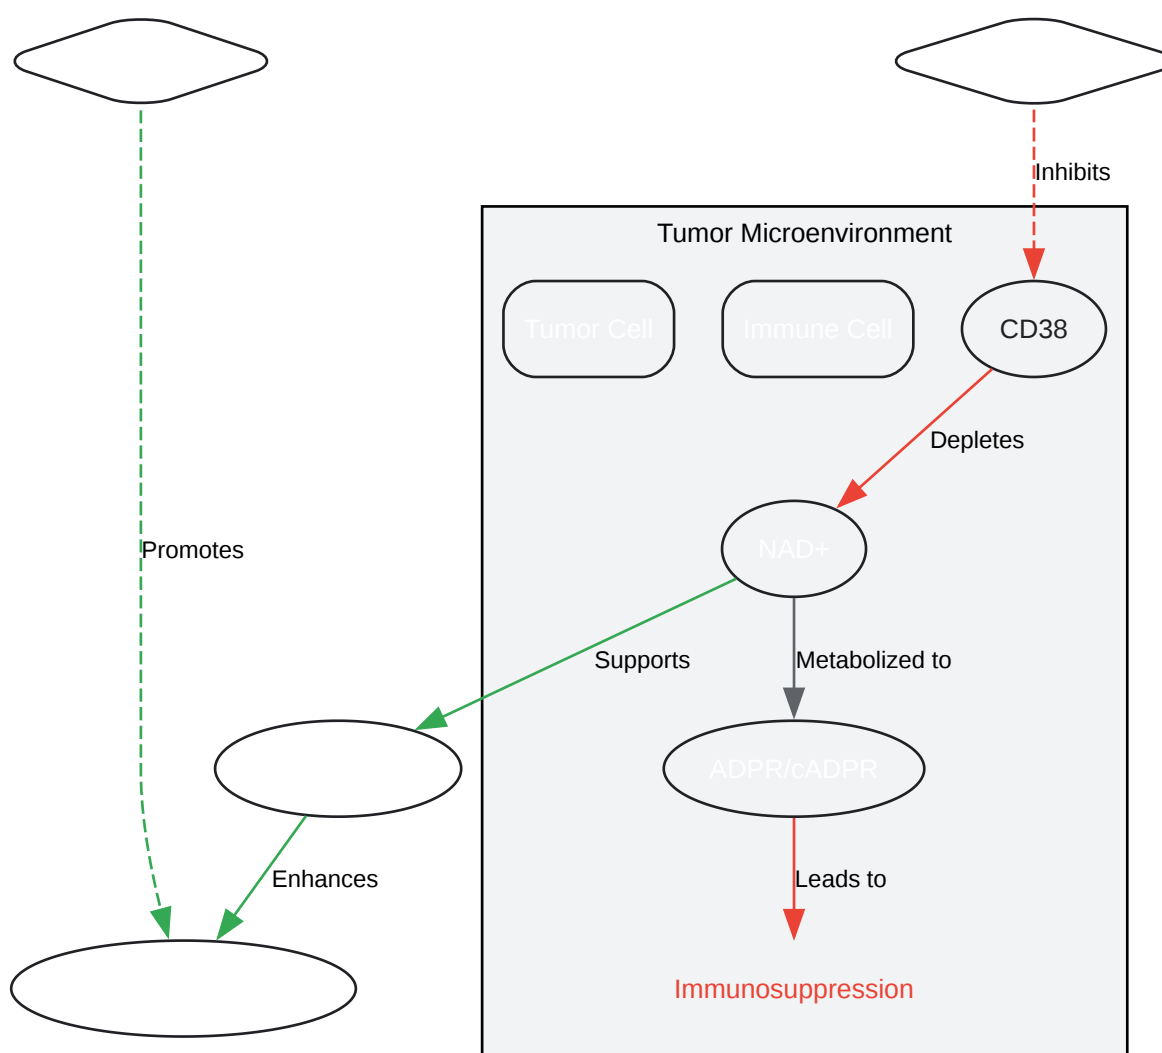 Inhibits
Tumor Microenvironment
Tumor Cell
Immune Cell
CD38
Depletes
NAD+
Promotes
Supports
Metabolized to
ADPR/cADPR
Enhances
Leads to
Immunosuppression